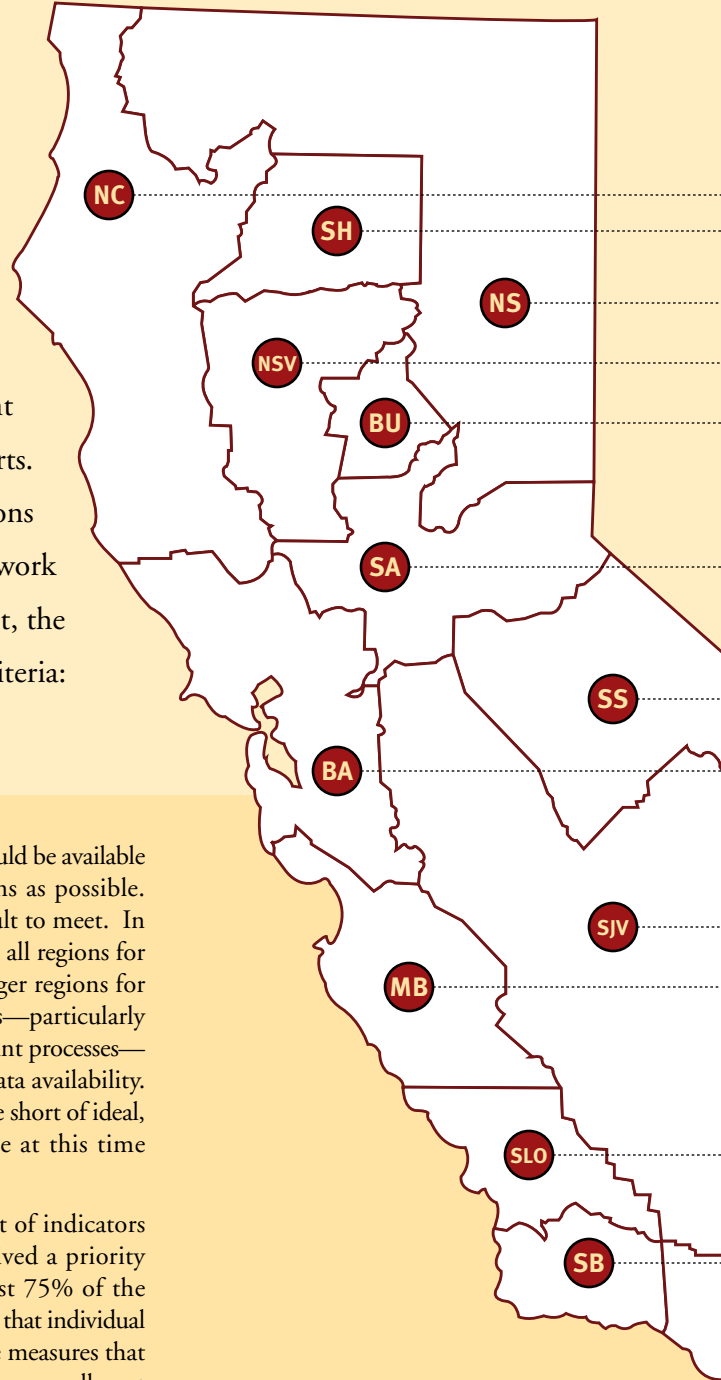 NC
SH
NS
NSV
nt
BU
rts.
ons
work
SA
t, the
iteria:
SS
BA
uld be available
ns as possible.
ult to meet. In
all regions for
SJV
ger regions for
s—particularly
MB
nt processes—
ata availability.
e short of ideal,
e at this time
SLO
t of indicators
ved a priority
SB
st 75% of the
that individual
e measures that